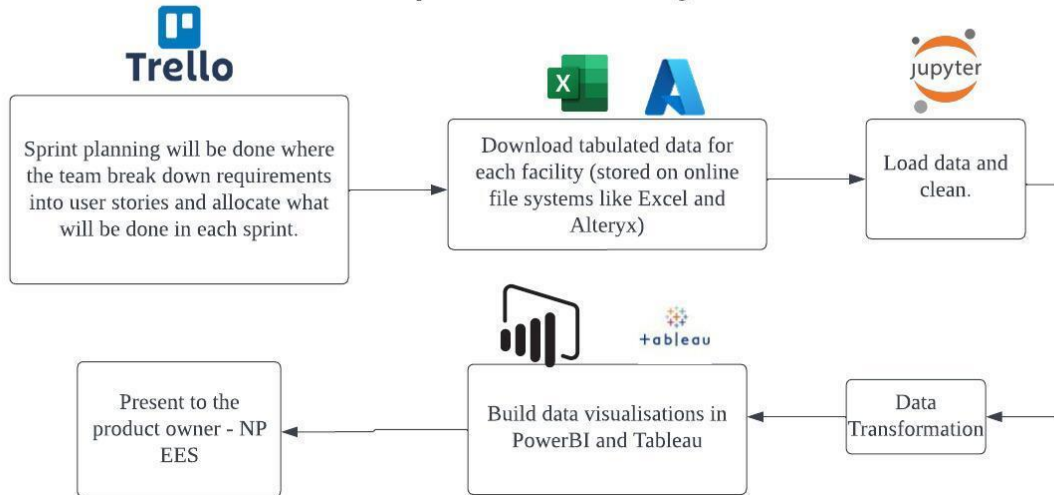 Trello
Sprint planning will be done where
the team break down requirements
into user stories and allocate what
will be done in each sprint.
X
Download tabulated data for
each facility (stored on online
file systems like Excel and
Alteryx)
jupyter
Load data and
clean.
Data
Transformation
+ableau
Build data visualisations in
PowerBI and Tableau
Present to the
product owner - NP
EES